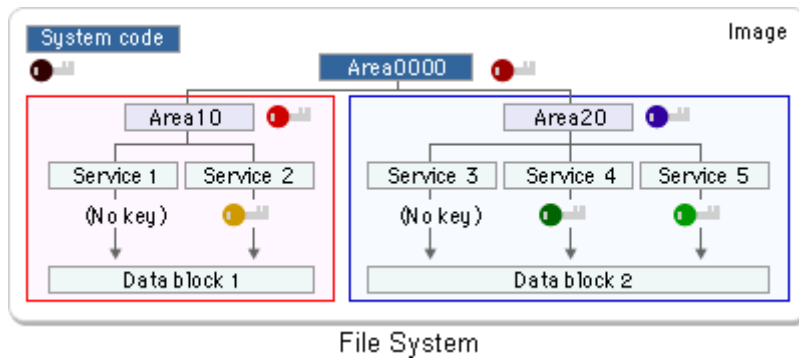 System code
Image
Area0000
Area10
Area20
Service 1
Service 2
Service 3
Service 4
Service 5
(No key)
(No key)
Data block 1
Data block 2
File System